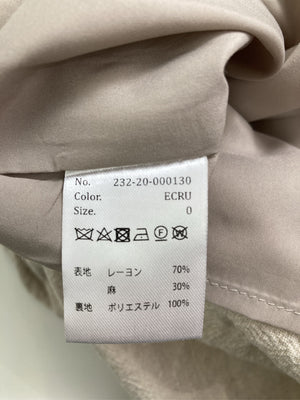 No. 232-20-000130
Color. ECRU
Size. 0
表地 レーヨン 70%
麻 30%
裏地 ポリエステル 100%